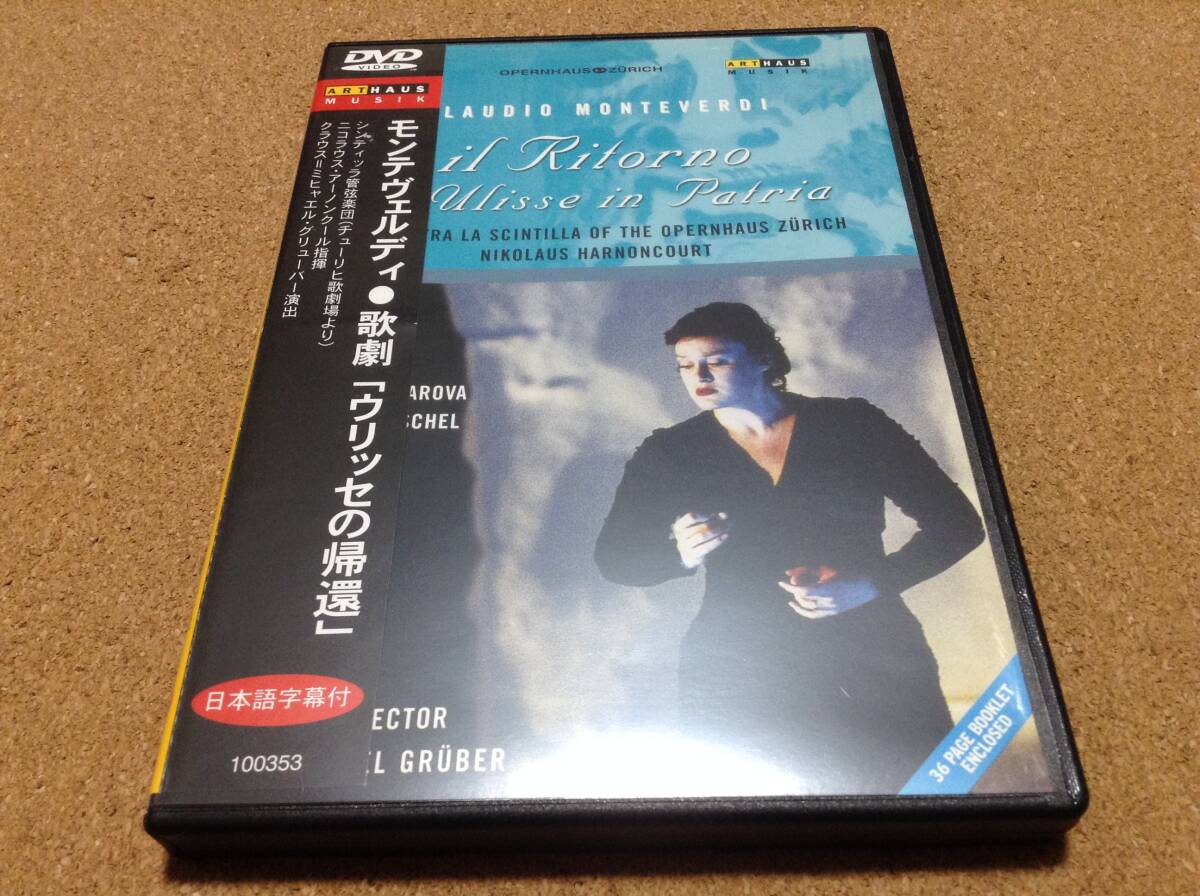 DVD
VIDEO
ARTHAUS
MUSIK
モンテヴェルディ●歌劇「ウリッセの帰還」
シンティッラ管弦楽団(チューリヒ歌劇場より)
ニコラウス・アーノンクール指揮
クラウス=ミヒャエル・グリューバー演出
日本語字幕付
100353
OPERNHAUS ZÜRICH
ARTHAUS
MUSIK
LAUDIO MONTEVERDI
il Ritorno
Ulisse in Patria
TRA LA SCINTILLA OF THE OPERNHAUS ZÜRICH
NIKOLAUS HARNONCOURT
AROVA
SCHEL
ECTOR
EL GRÜBER
36 PAGE BOOKLET
ENCLOSED